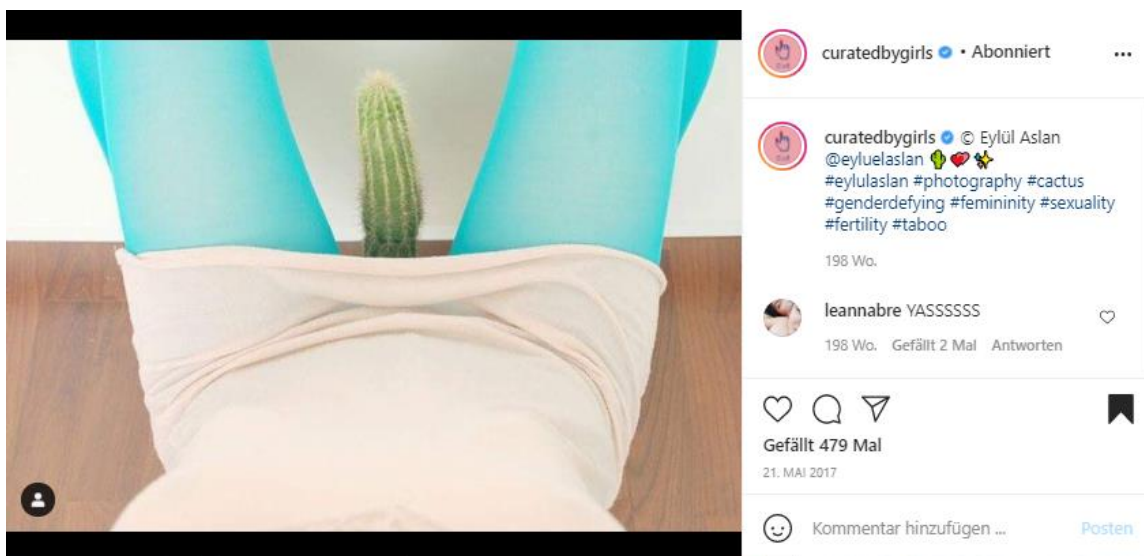 curatedbygirls • Abonniert
curatedbygirls © Eylül Aslan
@eyluelaslan 🌵💘✨
#eylulaslan #photography #cactus
#genderdefying #femininity #sexuality
#fertility #taboo
198 Wo.
leannabre YASSSSSS
198 Wo. Gefällt 2 Mal Antworten
Gefällt 479 Mal
21. MAI 2017
Kommentar hinzufügen ... Posten